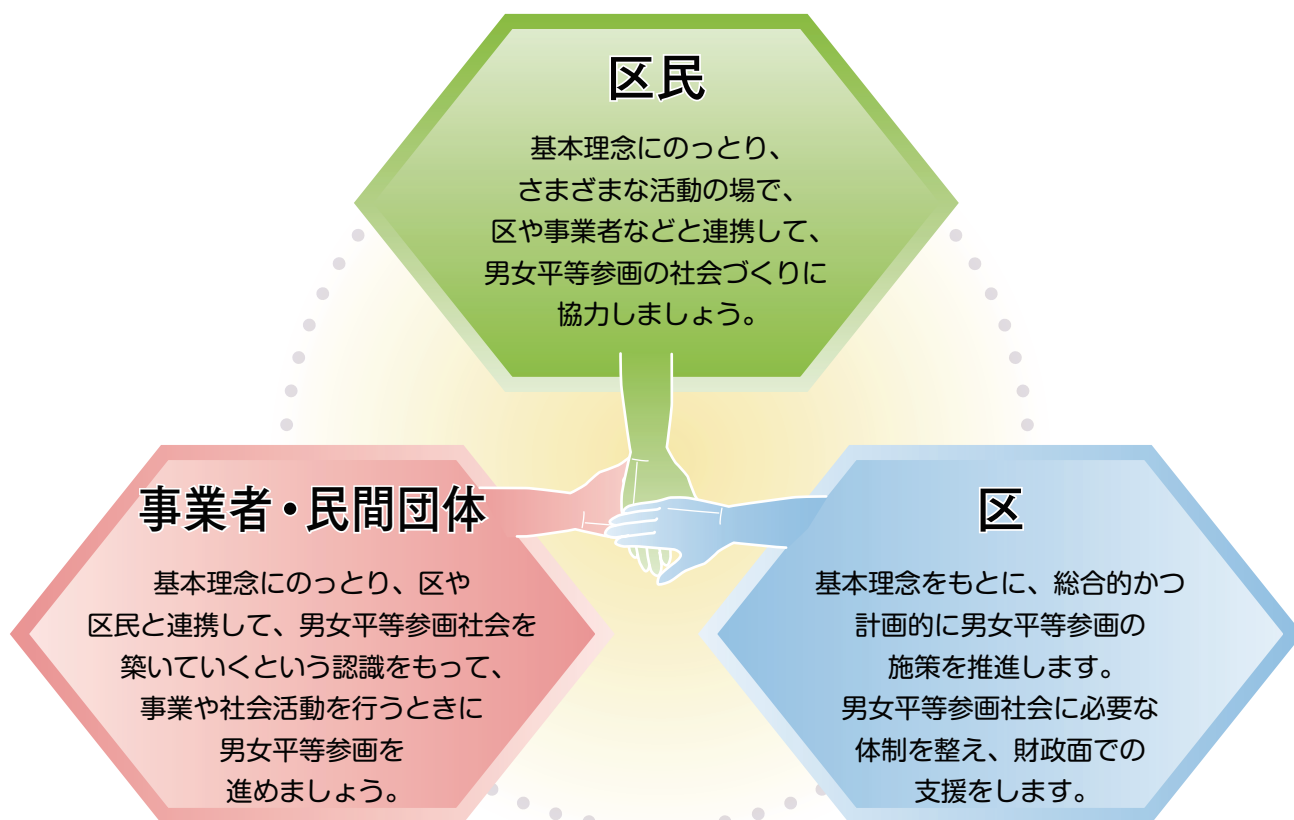 区民
基本理念にのっとり、
さまざまな活動の場で、
区や事業者などと連携して、
男女平等参画の社会づくりに
協力しましょう。
事業者・民間団体
基本理念にのっとり、区や
区民と連携して、男女平等参画社会を
築いていくという認識をもって、
事業や社会活動を行うときに
男女平等参画を
進めましょう。
区
基本理念をもとに、総合的かつ
計画的に男女平等参画の
施策を推進します。
男女平等参画社会に必要な
体制を整え、財政面での
支援をします。